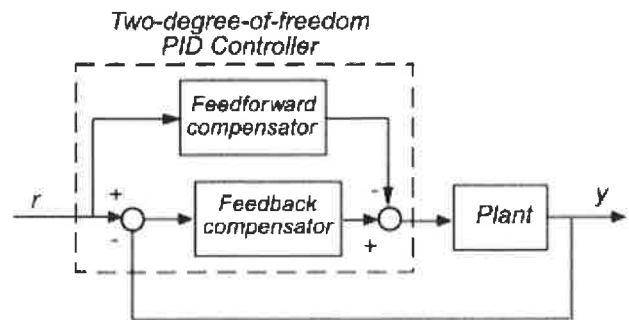 Two-degree-of-freedom
PID Controller
Feedforward
compensator
-
r
+
-
Feedback
compensator
+
Plant
y